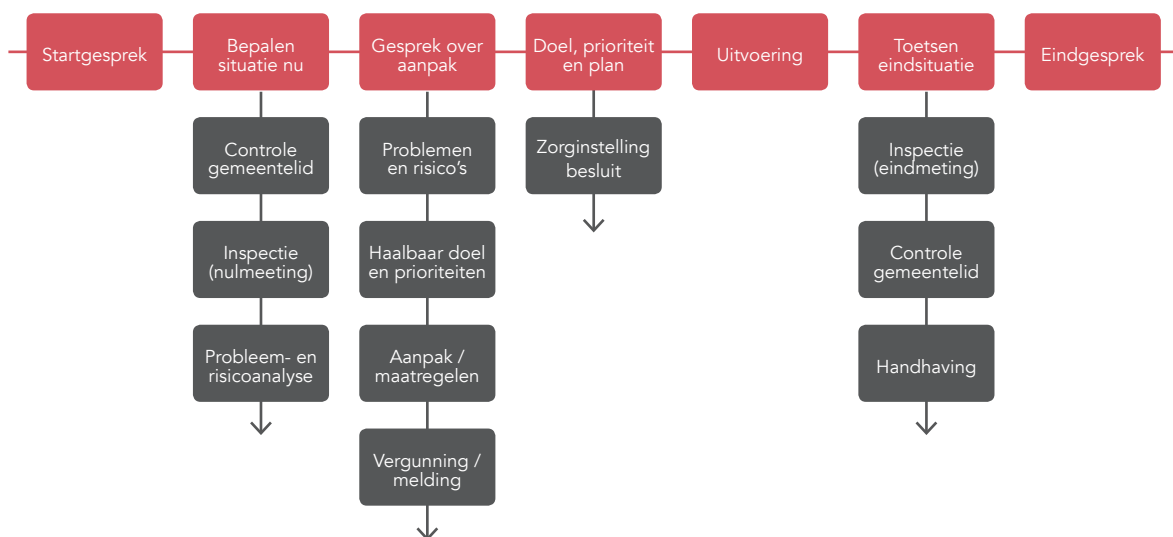 Startgesprek
Bepalen
situatie nu
Gesprek over
aanpak
Doel, prioriteit
en plan
Uitvoering
Toetsen
eindsituatie
Eindgesprek
Controle
gemeentelid
Inspectie
(nulmeeting)
Probleem- en
risicoanalyse
Problemen
en risico's
Haalbaar doel
en prioriteiten
Aanpak /
maatregelen
Vergunning /
melding
Zorginstelling
besluit
Inspectie
(eindmeting)
Controle
gemeentelid
Handhaving